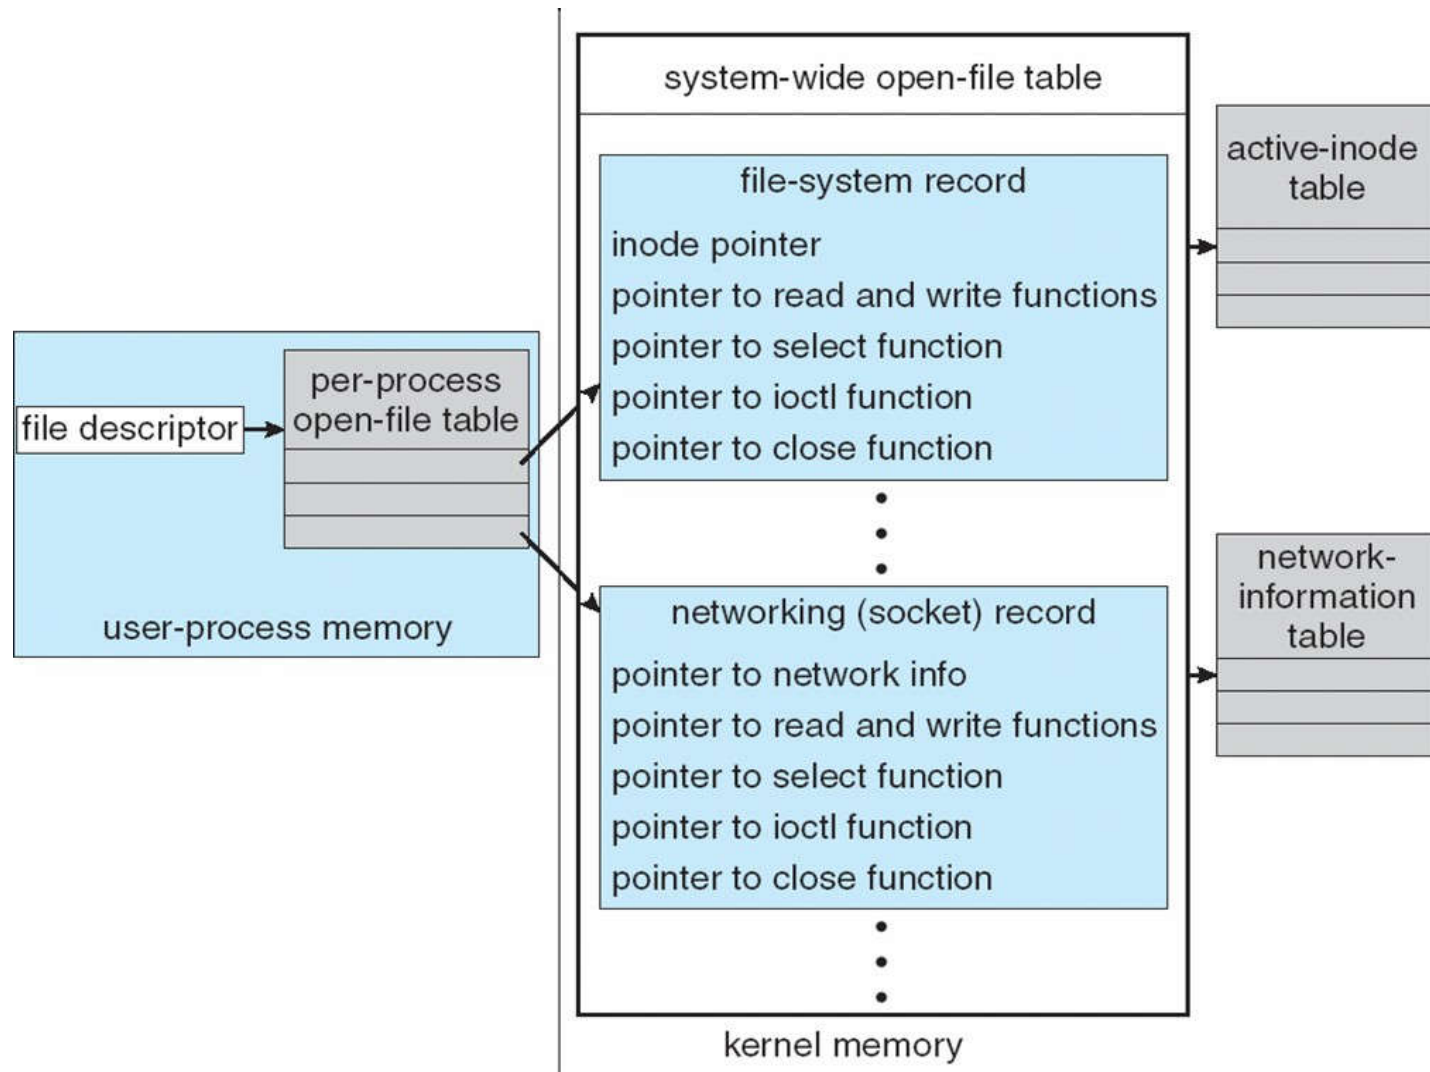 file descriptor
per-process
open-file table
user-process memory
system-wide open-file table
file-system record
inode pointer
pointer to read and write functions
pointer to select function
pointer to ioctl function
pointer to close function
networking (socket) record
pointer to network info
pointer to read and write functions
pointer to select function
pointer to ioctl function
pointer to close function
kernel memory
active-inode
table
network-
information
table